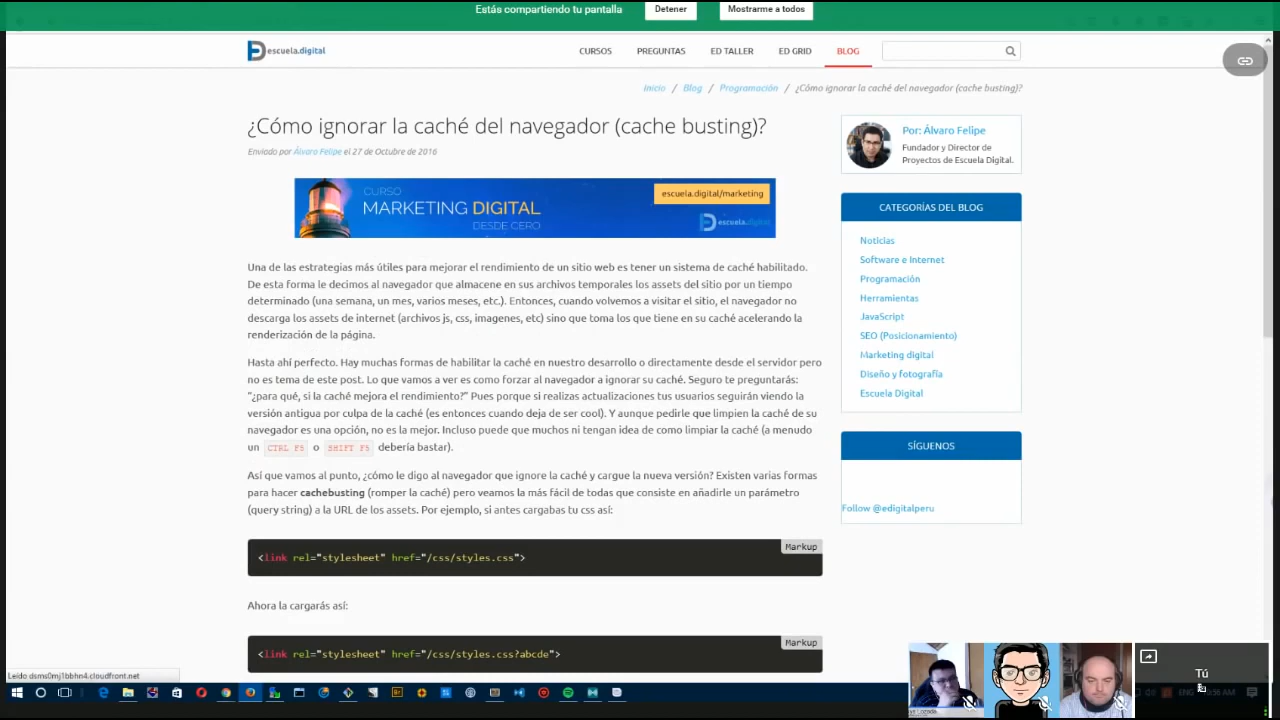 Estás compartiendo tu pantalla
Detener
Mostrarme a todos
escuela.digital
CURSOS
PREGUNTAS
ED TALLER
ED GRID
BLOG
Inicio / Blog / Programación / ¿Cómo ignorar la caché del navegador (cache busting)?
¿Cómo ignorar la caché del navegador (cache busting)?
Enviado por Álvaro Felipe el 27 de Octubre de 2016
CURSO
MARKETING DIGITAL
DESDE CERO
escuela.digital/marketing
escuela.digital
Una de las estrategias más útiles para mejorar el rendimiento de un sitio web es tener un sistema de caché habilitado.
De esta forma le decimos al navegador que almacene en sus archivos temporales los assets del sitio por un tiempo
determinado (una semana, un mes, varios meses, etc.). Entonces, cuando volvemos a visitar el sitio, el navegador no
descarga los assets de internet (archivos js, css, imagenes, etc) sino que toma los que tiene en su caché acelerando la
renderización de la página.
Hasta ahí perfecto. Hay muchas formas de habilitar la caché en nuestro desarrollo o directamente desde el servidor pero
no es tema de este post. Lo que vamos a ver es como forzar al navegador a ignorar su caché. Seguro te preguntarás:
"¿para qué, si la caché mejora el rendimiento?" Pues porque si realizas actualizaciones tus usuarios seguirán viendo la
versión antigua por culpa de la caché (es entonces cuando deja de ser cool). Y aunque pedirle que limpien la caché de su
navegador es una opción, no es la mejor. Incluso puede que muchos ni tengan idea de como limpiar la caché (a menudo
un CTRL F5 o SHIFT F5 debería bastar).
Así que vamos al punto, ¿cómo le digo al navegador que ignore la caché y cargue la nueva versión? Existen varias formas
para hacer cachebusting (romper la caché) pero veamos la más fácil de todas que consiste en añadirle un parámetro
(query string) a la URL de los assets. Por ejemplo, si antes cargabas tu css así:
Markup
<link rel="stylesheet" href="/css/styles.css">
Ahora la cargarás así:
Markup
<link rel="stylesheet" href="/css/styles.css?abcde">
Por: Álvaro Felipe
Fundador y Director de
Proyectos de Escuela Digital.
CATEGORÍAS DEL BLOG
Noticias
Software e Internet
Programación
Herramientas
JavaScript
SEO (Posicionamiento)
Marketing digital
Diseño y fotografía
Escuela Digital
SÍGUENOS
Follow @edigitalperu
Leído dsms0mj1bbhn4.cloudfront.net
Tú
ENG